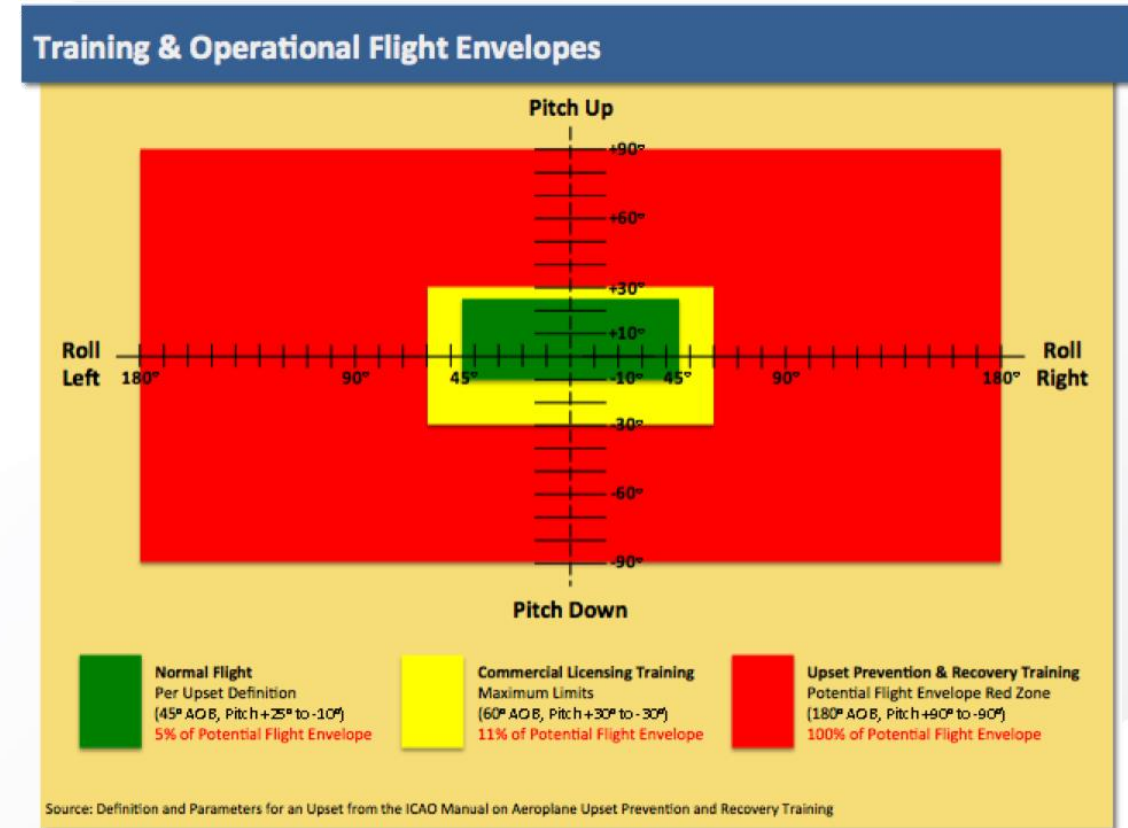 Training & Operational Flight Envelopes
Pitch Up
+90°
+60°
+30°
+10°
Roll Left
180°
90°
45°
-10°
45°
90°
180°
Roll Right
-30°
-60°
-90°
Pitch Down
Normal Flight
Per Upset Definition
(45° AOB, Pitch +25° to -10°)
5% of Potential Flight Envelope
Commercial Licensing Training
Maximum Limits
(60° AOB, Pitch +30° to -30°)
11% of Potential Flight Envelope
Upset Prevention & Recovery Training
Potential Flight Envelope Red Zone
(180° AOB, Pitch +90° to -90°)
100% of Potential Flight Envelope
Source: Definition and Parameters for an Upset from the ICAO Manual on Aeroplane Upset Prevention and Recovery Training